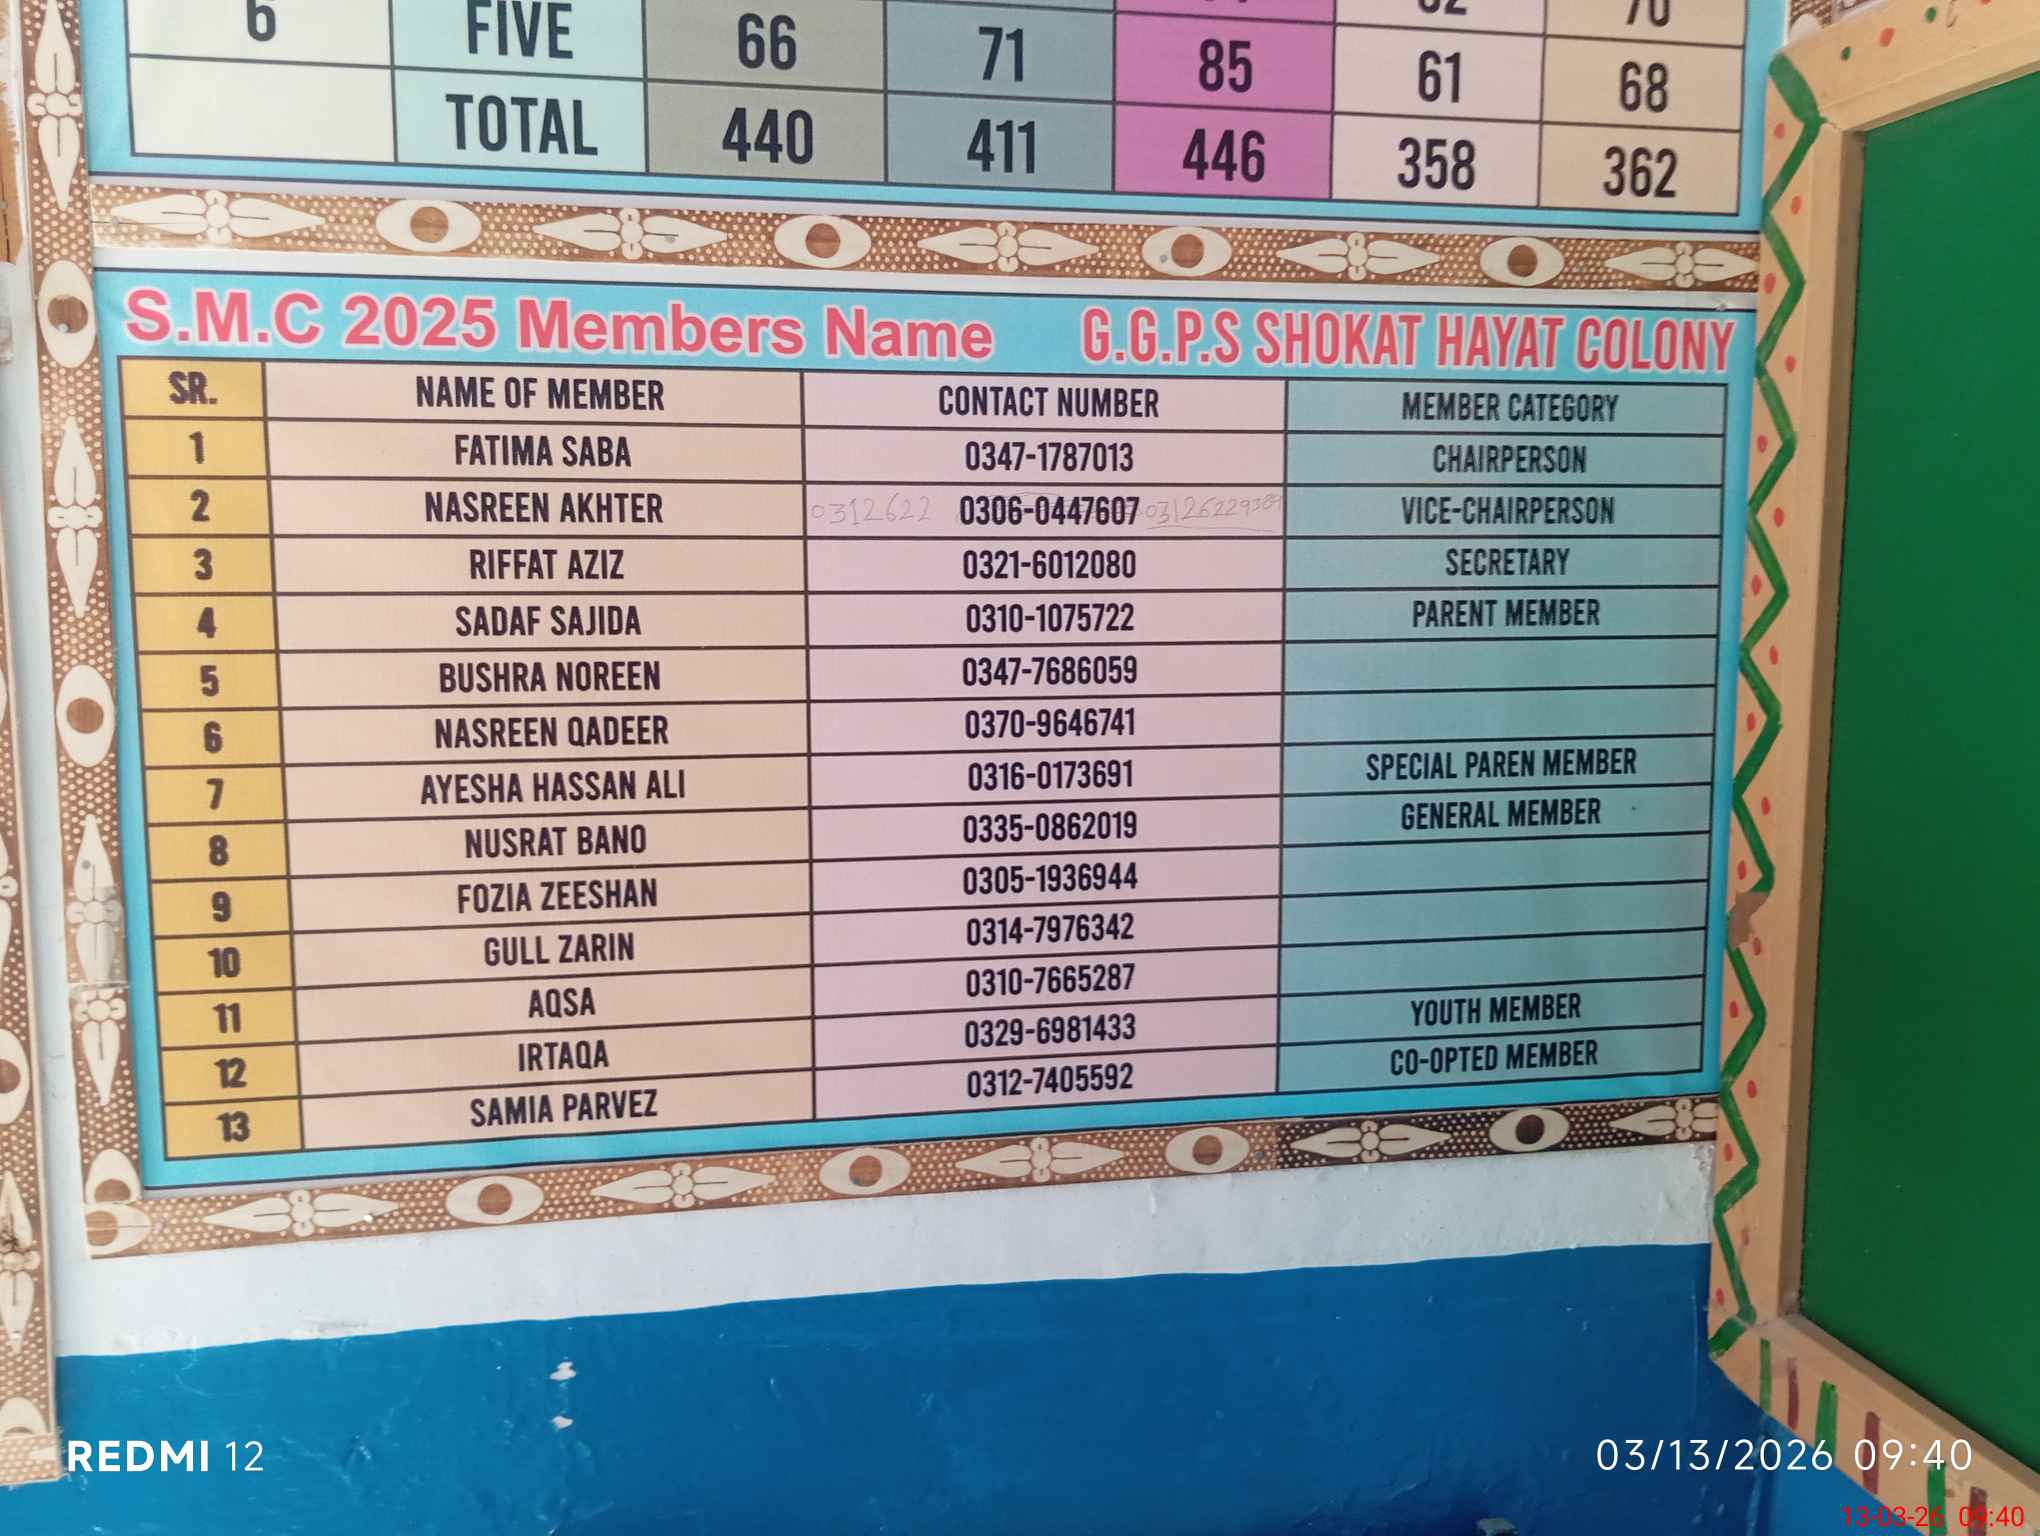 6 FIVE 66 71 85 61 68
TOTAL 440 411 446 358 362
S.M.C 2025 Members Name G.G.P.S SHOKAT HAYAT COLONY
SR. NAME OF MEMBER CONTACT NUMBER MEMBER CATEGORY
1 FATIMA SABA 0347-1787013 CHAIRPERSON
2 NASREEN AKHTER 0312622 0306-0447607 03126229389 VICE-CHAIRPERSON
3 RIFFAT AZIZ 0321-6012080 SECRETARY
4 SADAF SAJIDA 0310-1075722 PARENT MEMBER
5 BUSHRA NOREEN 0347-7686059
6 NASREEN QADEER 0370-9646741
7 AYESHA HASSAN ALI 0316-0173691 SPECIAL PAREN MEMBER
8 NUSRAT BANO 0335-0862019 GENERAL MEMBER
9 FOZIA ZEESHAN 0305-1936944
10 GULL ZARIN 0314-7976342
11 AQSA 0310-7665287
12 IRTAQA 0329-6981433 YOUTH MEMBER
13 SAMIA PARVEZ 0312-7405592 CO-OPTED MEMBER
REDMI 12 03/13/2026 09:40
13-03-26 09:40